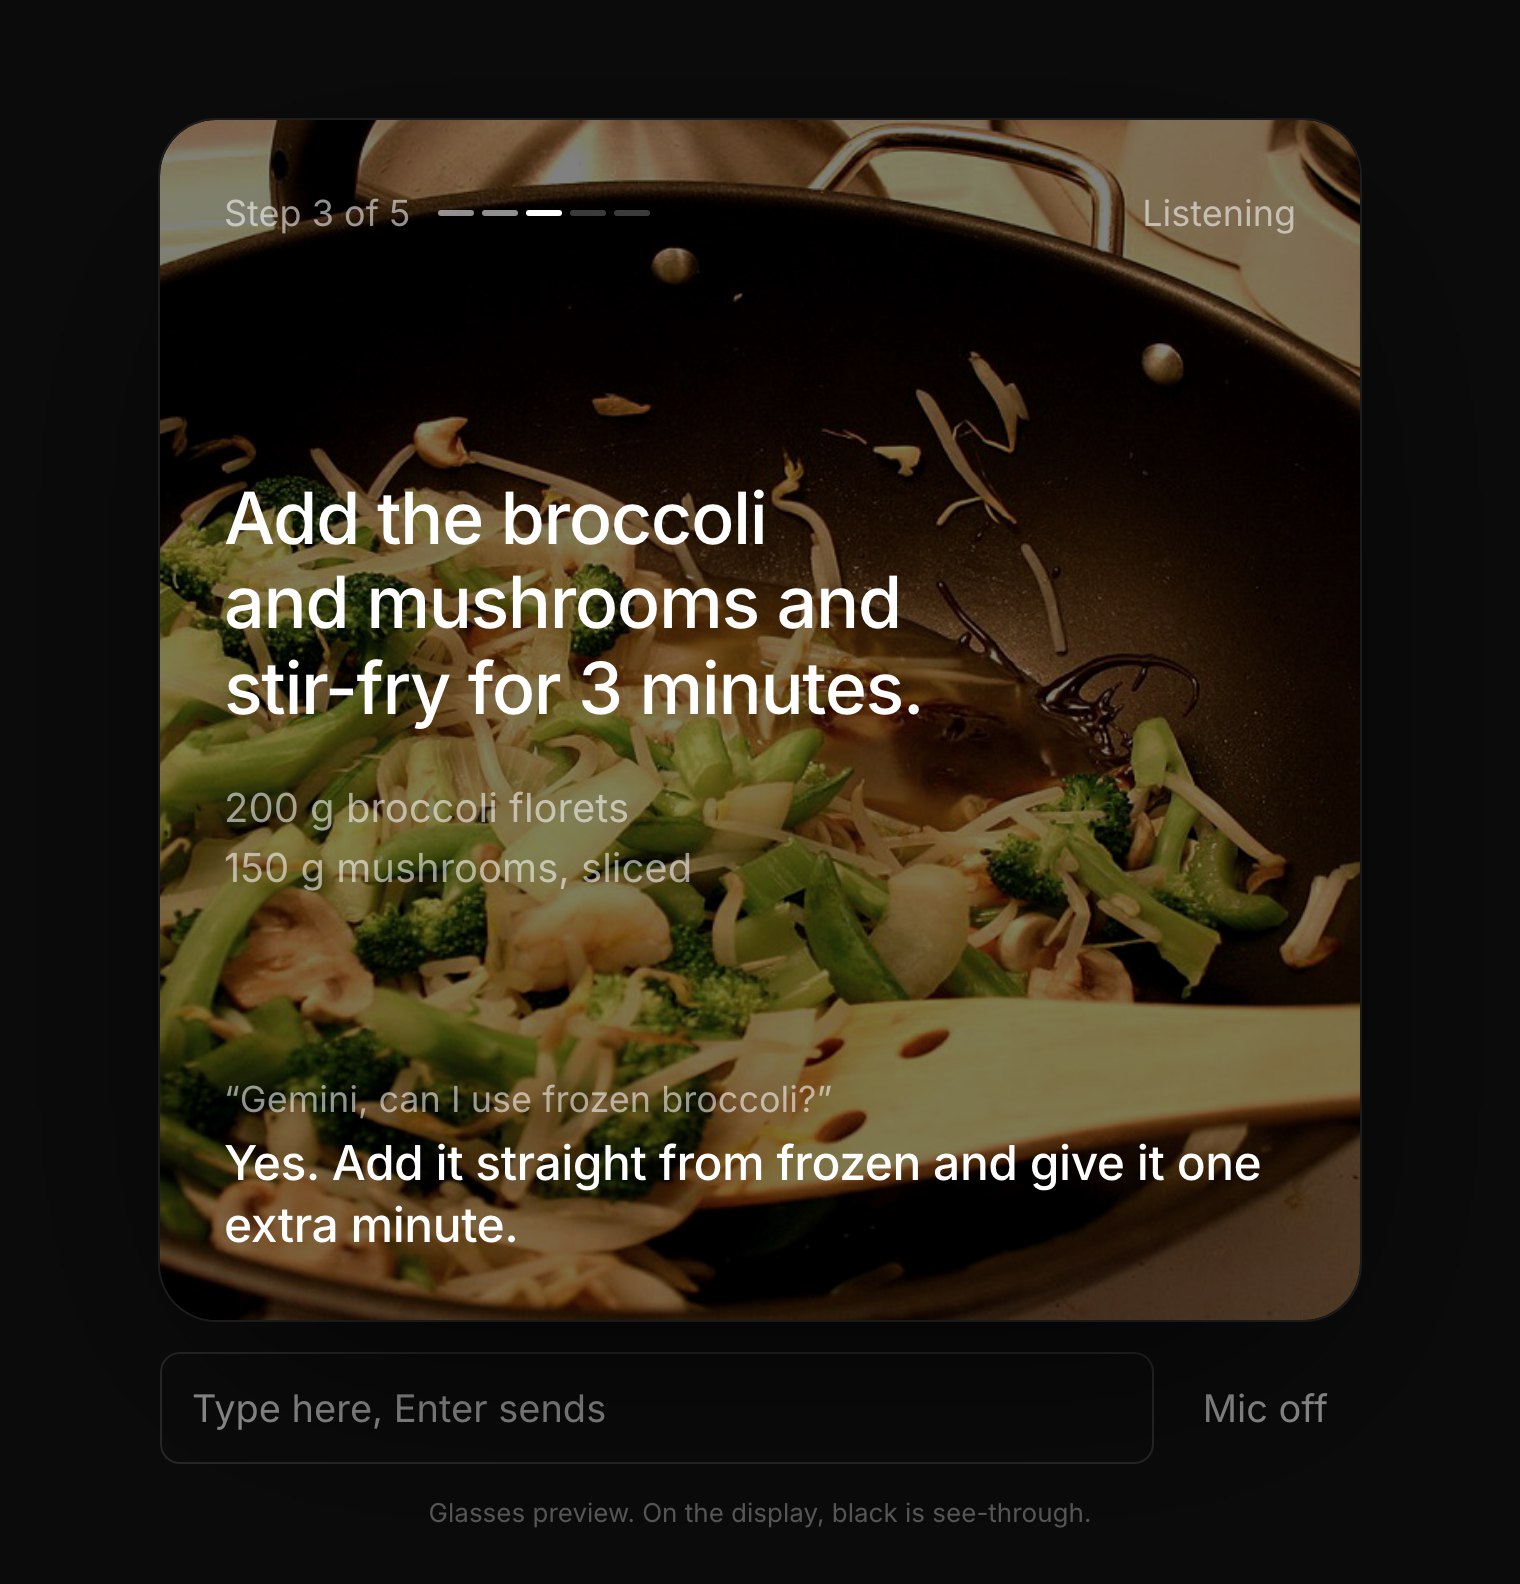 Step 3 of 5
Listening
Add the broccoli
and mushrooms and
stir-fry for 3 minutes.
200 g broccoli florets
150 g mushrooms, sliced
“Gemini, can I use frozen broccoli?”
Yes. Add it straight from frozen and give it one
extra minute.
Type here, Enter sends
Mic off
Glasses preview. On the display, black is see-through.